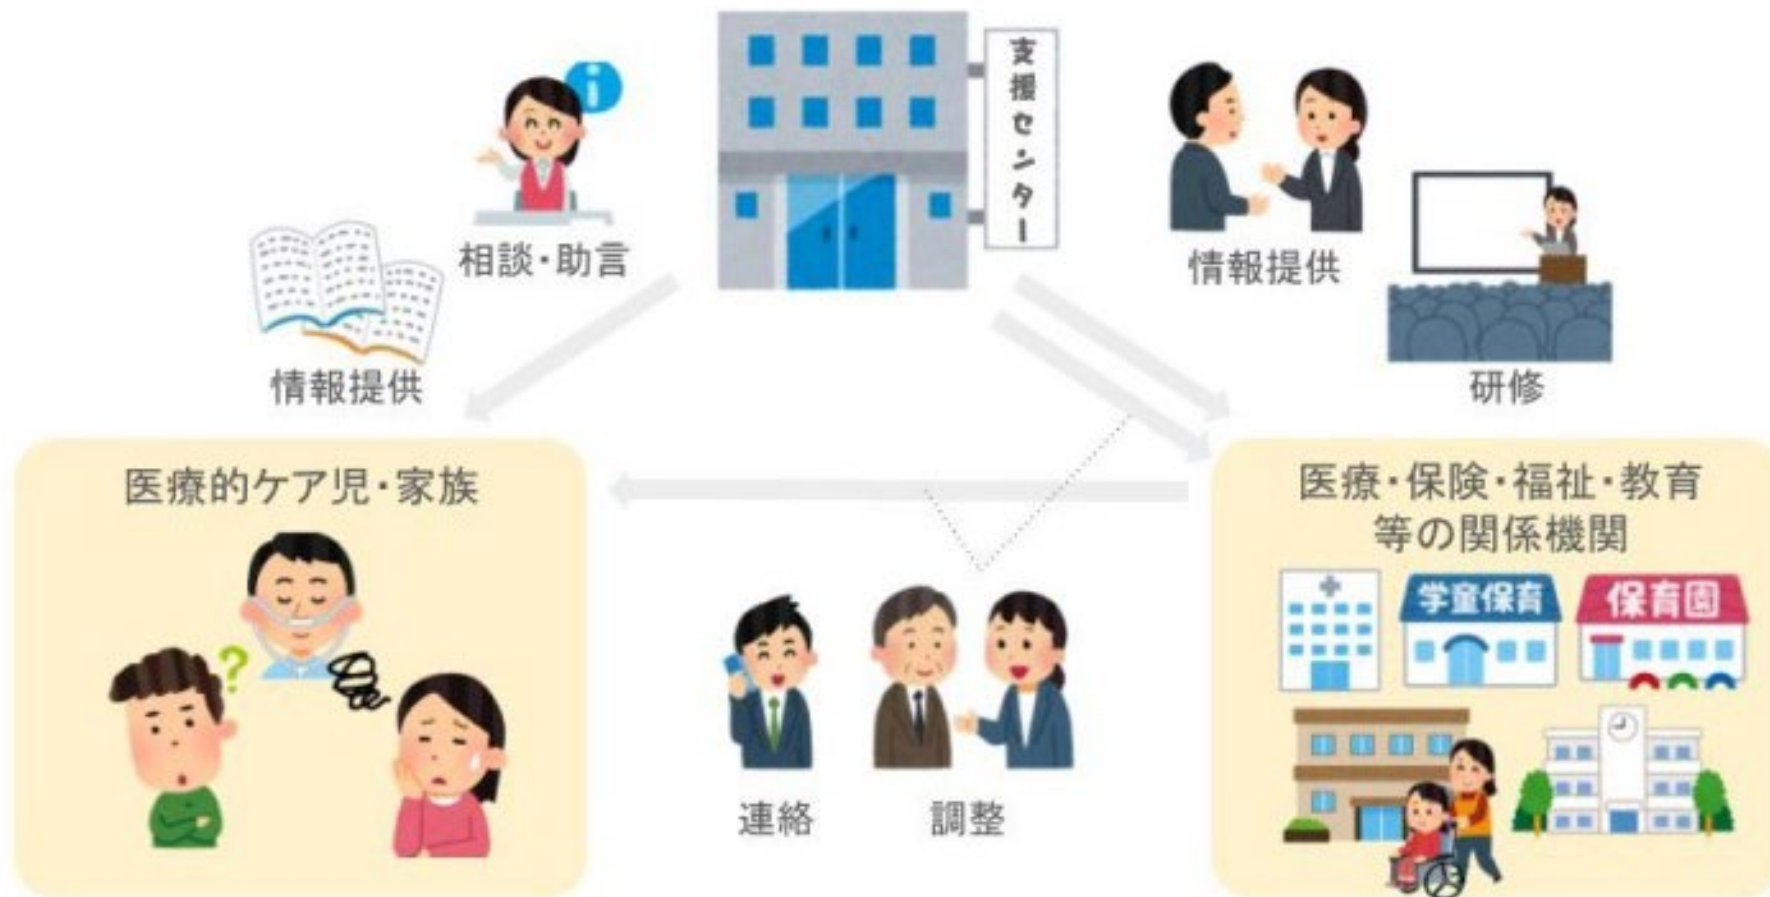 支援センター
相談・助言
情報提供
情報提供
研修
医療的ケア児・家族
医療・保険・福祉・教育
等の関係機関
学童保育
保育園
連絡
調整